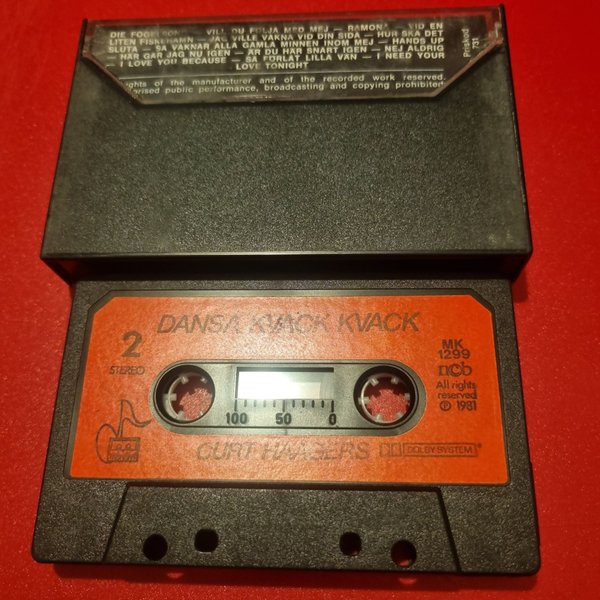 DIE VILL DU FÖLJA MED MEJ — RAMONA — VID EN
LITEN FISKEHAMN — JAG VILLE VAKNA VID DIN SIDA — HUR SKA DET
SLUTA — SÅ VAKNAR ALLA GAMLA MINNEN INOM MEJ — HANDS UP
— HÄR GÅR JAG NU IGEN — ÄR DU HÄR SNART IGEN — NEJ ALDRIG
— I LOVE YOU BECAUSE — SÅ FÖRLÅT LILLA VÄN — I NEED YOUR
LOVE TONIGHT
ghts of the manufacturer and of the recorded work reserved.
orised public performance, broadcasting and copying prohibited
Priskod
731
DANSA KVACK KVACK
2
STEREO
MK
1299
ncb
All rights
reserved
Ⓟ 1981
100 50 0
CURT HAAGERS
DOLBY SYSTEM®